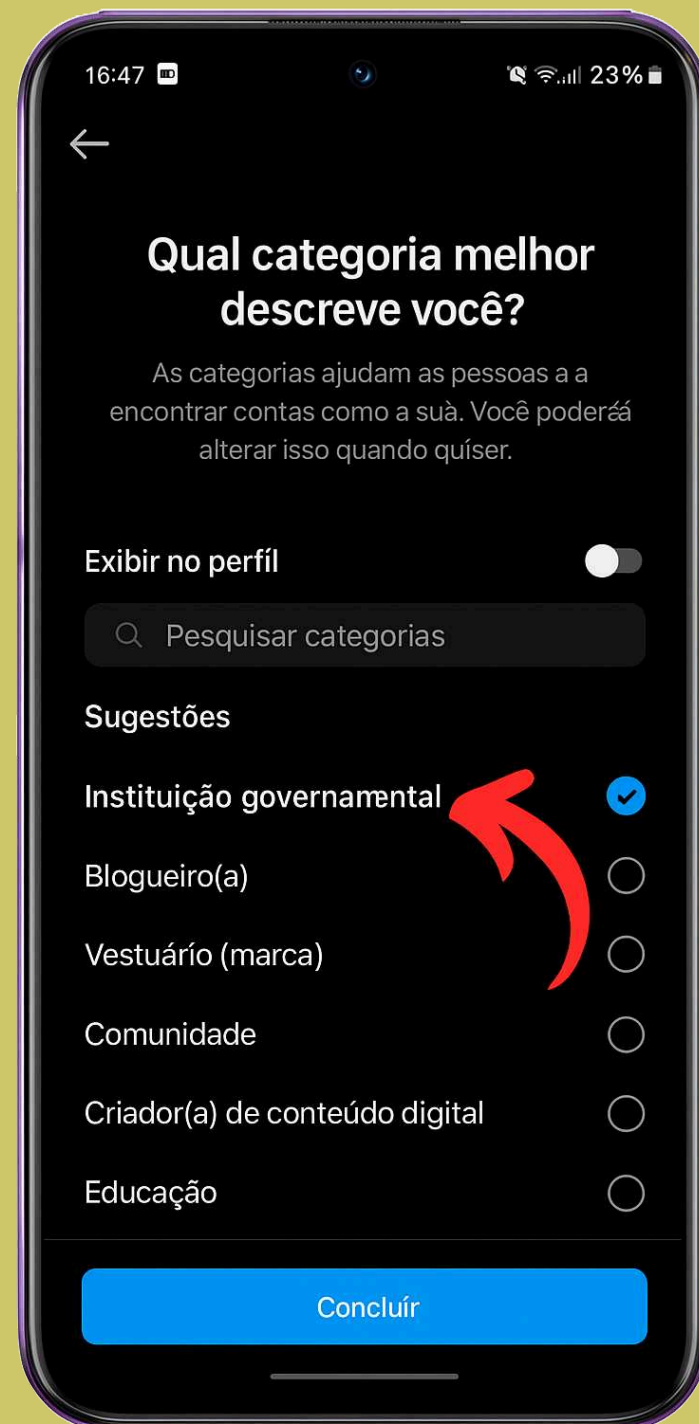 16:47
23%
Qual categoria melhor
descreve você?
As categorias ajudam as pessoas a a
encontrar contas como a suà. Você poderáá
alterar isso quando quíser.
Exibir no perfíl
Pesquisar categorias
Sugestões
Instituição governamental
Blogueiro(a)
Vestuárío (marca)
Comunidade
Criador(a) de conteúdo digital
Educação
Concluír